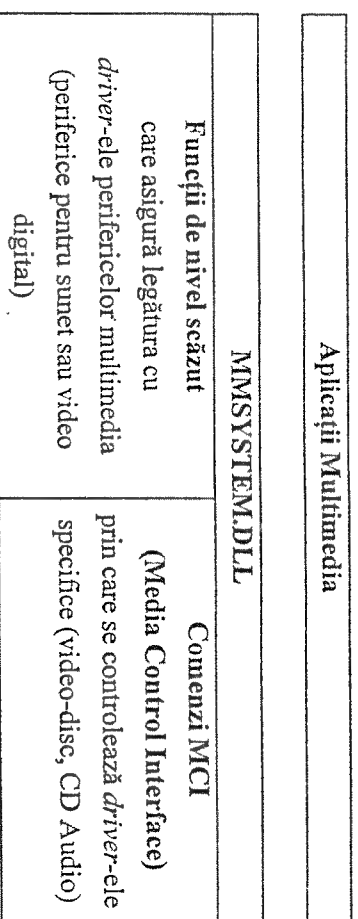 Aplicații Multimedia
MMSYSTEM.DLL
Funcții de nivel scăzut
care asigură legătura cu
driver-ele perifericelor multimedia
(periferice pentru sunet sau video
digital)
Comenzi MCI
(Media Control Interface)
prin care se controlează driver-ele
specifice (video-disc, CD Audio)